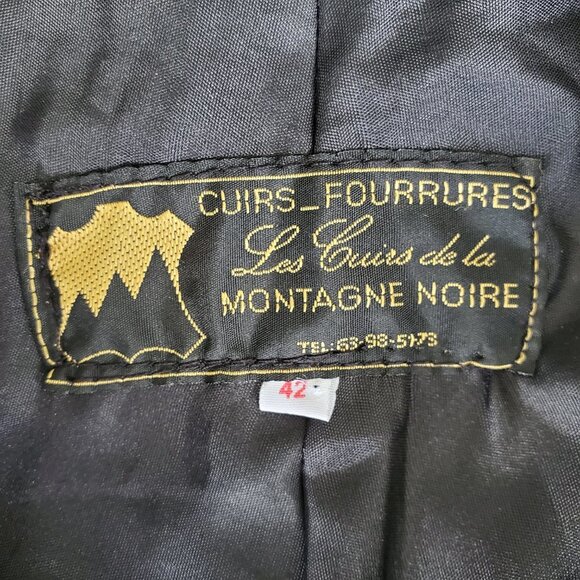 CUIRS_FOURRURES
Les Cuirs de la
MONTAGNE NOIRE
TEL: 63-98-51-73
42